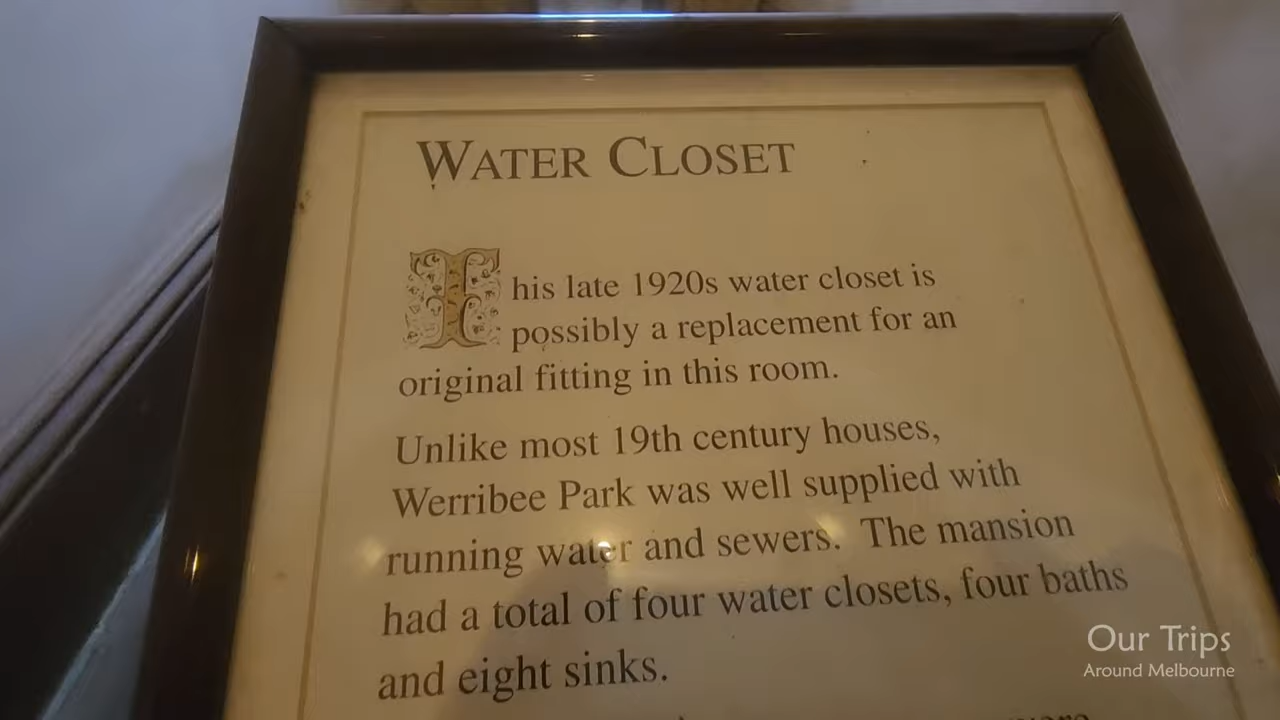 WATER CLOSET
This late 1920s water closet is
possibly a replacement for an
original fitting in this room.
Unlike most 19th century houses,
Werribee Park was well supplied with
running water and sewers. The mansion
had a total of four water closets, four baths
and eight sinks.
Our Trips
Around Melbourne